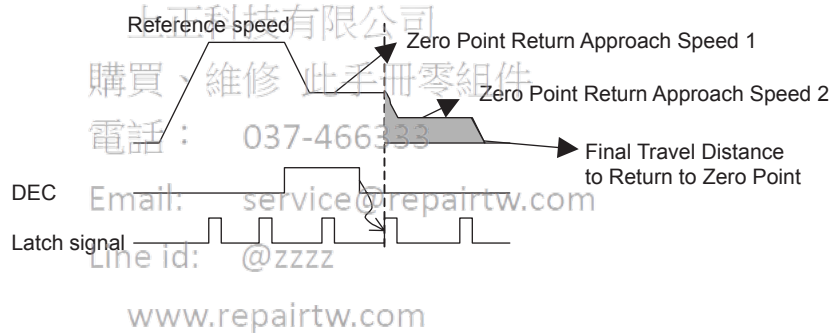 上正科技有限公司
Reference speed
Zero Point Return Approach Speed 1
購買、維修 此手冊零組件
Zero Point Return Approach Speed 2
電話： 037-466333
Final Travel Distance
to Return to Zero Point
DEC
Email: service@repairtw.com
Latch signal
Line id: @zzzz
www.repairtw.com